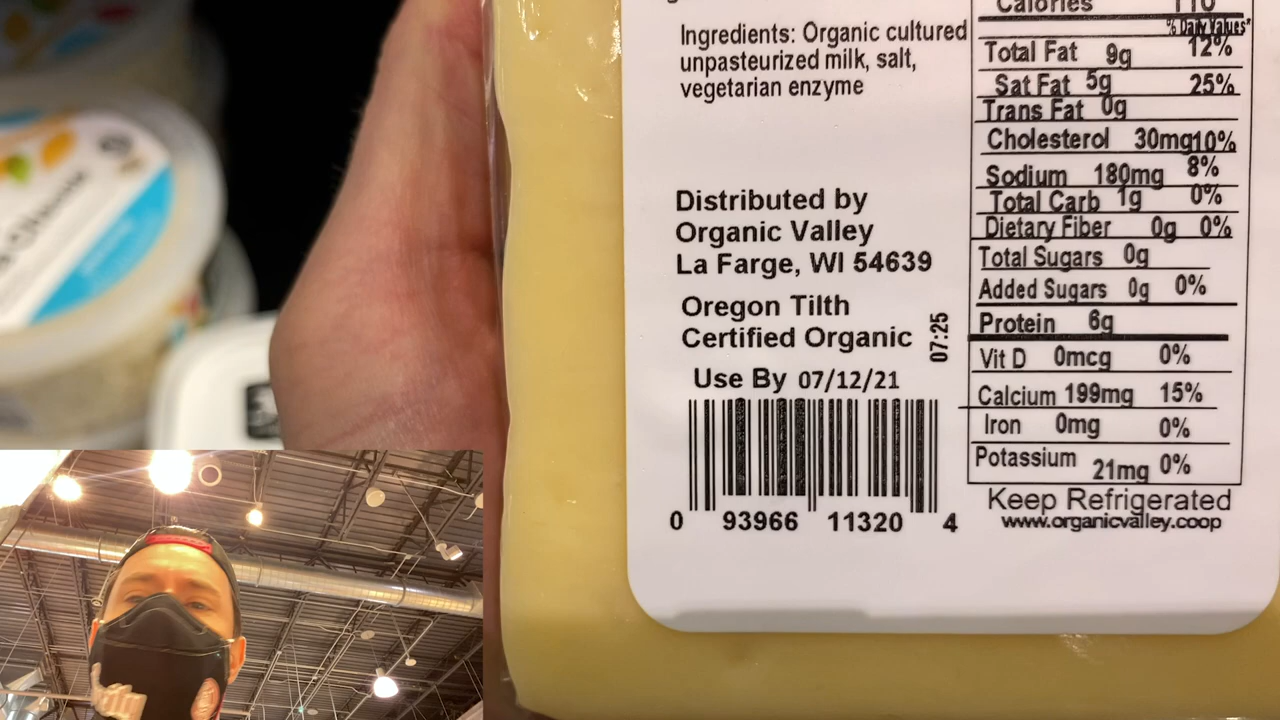 Calories 110
% Daily Values*
Ingredients: Organic cultured
unpasteurized milk, salt,
vegetarian enzyme
Total Fat 9g 12%
Sat Fat 5g 25%
Trans Fat 0g
Cholesterol 30mg 10%
Sodium 180mg 8%
Total Carb 1g 0%
Dietary Fiber 0g 0%
Total Sugars 0g
Added Sugars 0g 0%
Protein 6g
Vit D 0mcg 0%
Calcium 199mg 15%
Iron 0mg 0%
Potassium 21mg 0%
Keep Refrigerated
www.organicvalley.coop
Distributed by
Organic Valley
La Farge, WI 54639
Oregon Tilth
Certified Organic
07:25
Use By 07/12/21
0 93966 11320 4